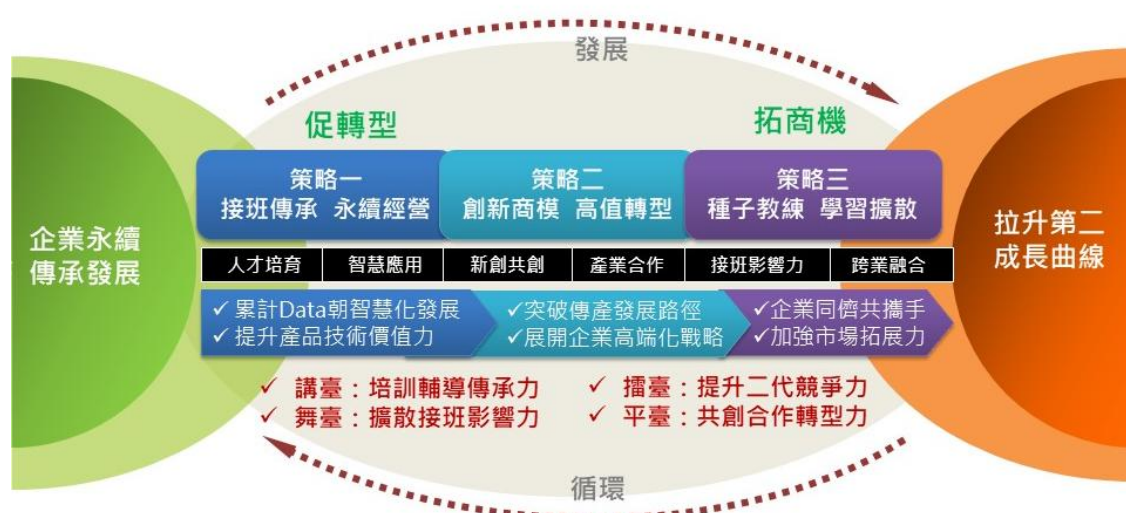 發展
促轉型
拓商機
企業永續
傳承發展
策略一
接班傳承 永續經營
策略二
創新商模 高值轉型
策略三
種子教練 學習擴散
拉升第二
成長曲線
人才培育
智慧應用
新創共創
產業合作
接班影響力
跨業融合
✓累計Data朝智慧化發展
✓提升產品技術價值力
✓突破傳產發展路徑
✓展開企業高端化戰略
✓企業同儕共攜手
✓加強市場拓展力
✓ 講臺：培訓輔導傳承力
✓ 舞臺：擴散接班影響力
✓ 擂臺：提升二代競爭力
✓ 平臺：共創合作轉型力
循環